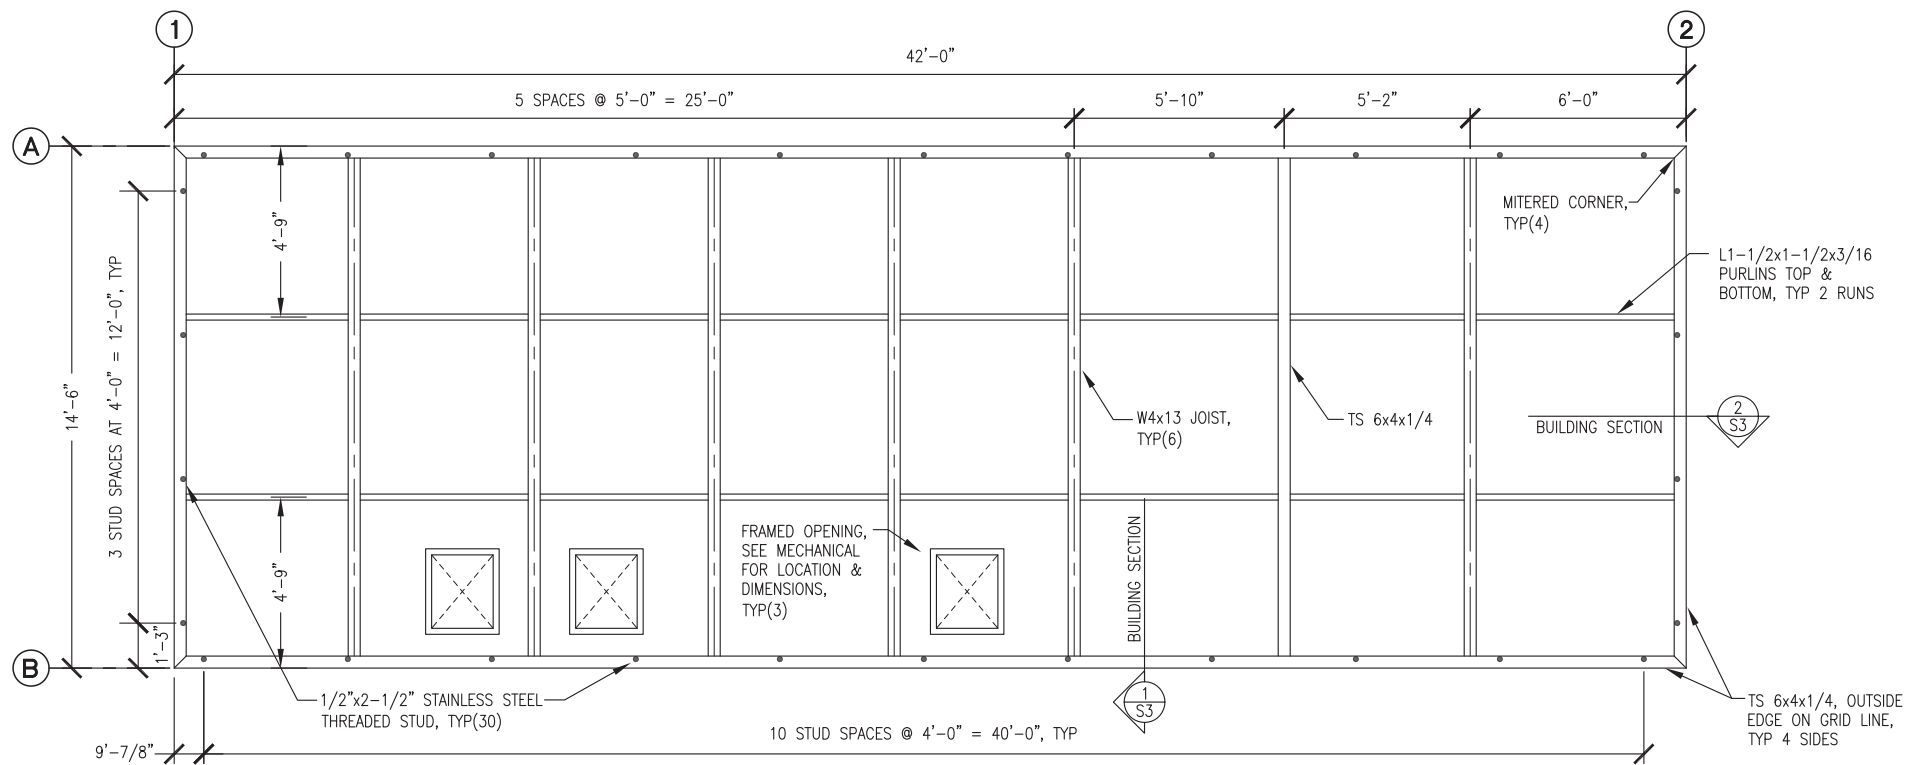 1
2
42'-0"
5 SPACES @ 5'-0" = 25'-0"
5'-10"
5'-2"
6'-0"
A
MITERED CORNER,
TYP(4)
4'-9"
3 STUD SPACES AT 4'-0" = 12'-0", TYP
14'-6"
L1-1/2x1-1/2x3/16
PURLINS TOP &
BOTTOM, TYP 2 RUNS
W4x13 JOIST,
TYP(6)
TS 6x4x1/4
2
S3
BUILDING SECTION
FRAMED OPENING,
SEE MECHANICAL
FOR LOCATION &
DIMENSIONS,
TYP(3)
4'-9"
BUILDING SECTION
1'-3"
B
1/2"x2-1/2" STAINLESS STEEL
THREADED STUD, TYP(30)
1
S3
TS 6x4x1/4, OUTSIDE
EDGE ON GRID LINE,
TYP 4 SIDES
10 STUD SPACES @ 4'-0" = 40'-0", TYP
9'-7/8"